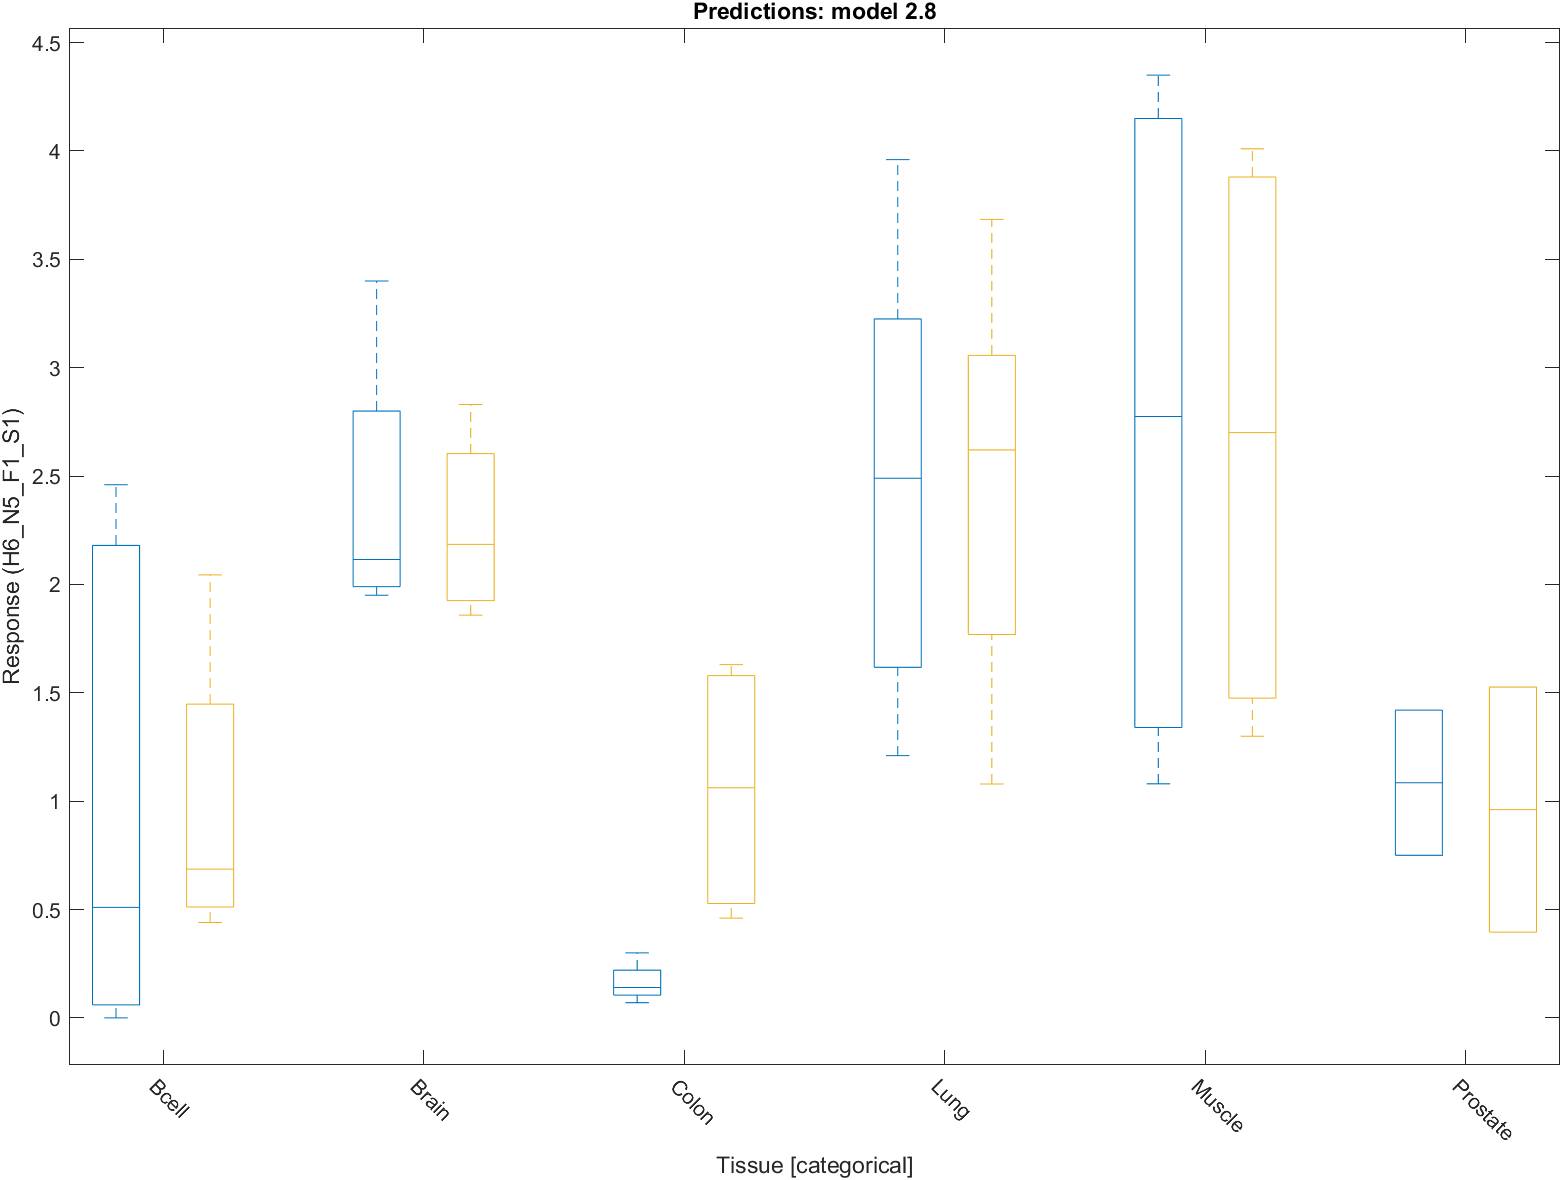 Predictions: model 2.8
4.5
4
3.5
3
2.5
2
1.5
1
0.5
0
Response (H6_N5_F1_S1)
Bcell
Brain
Colon
Lung
Muscle
Prostate
Tissue [categorical]